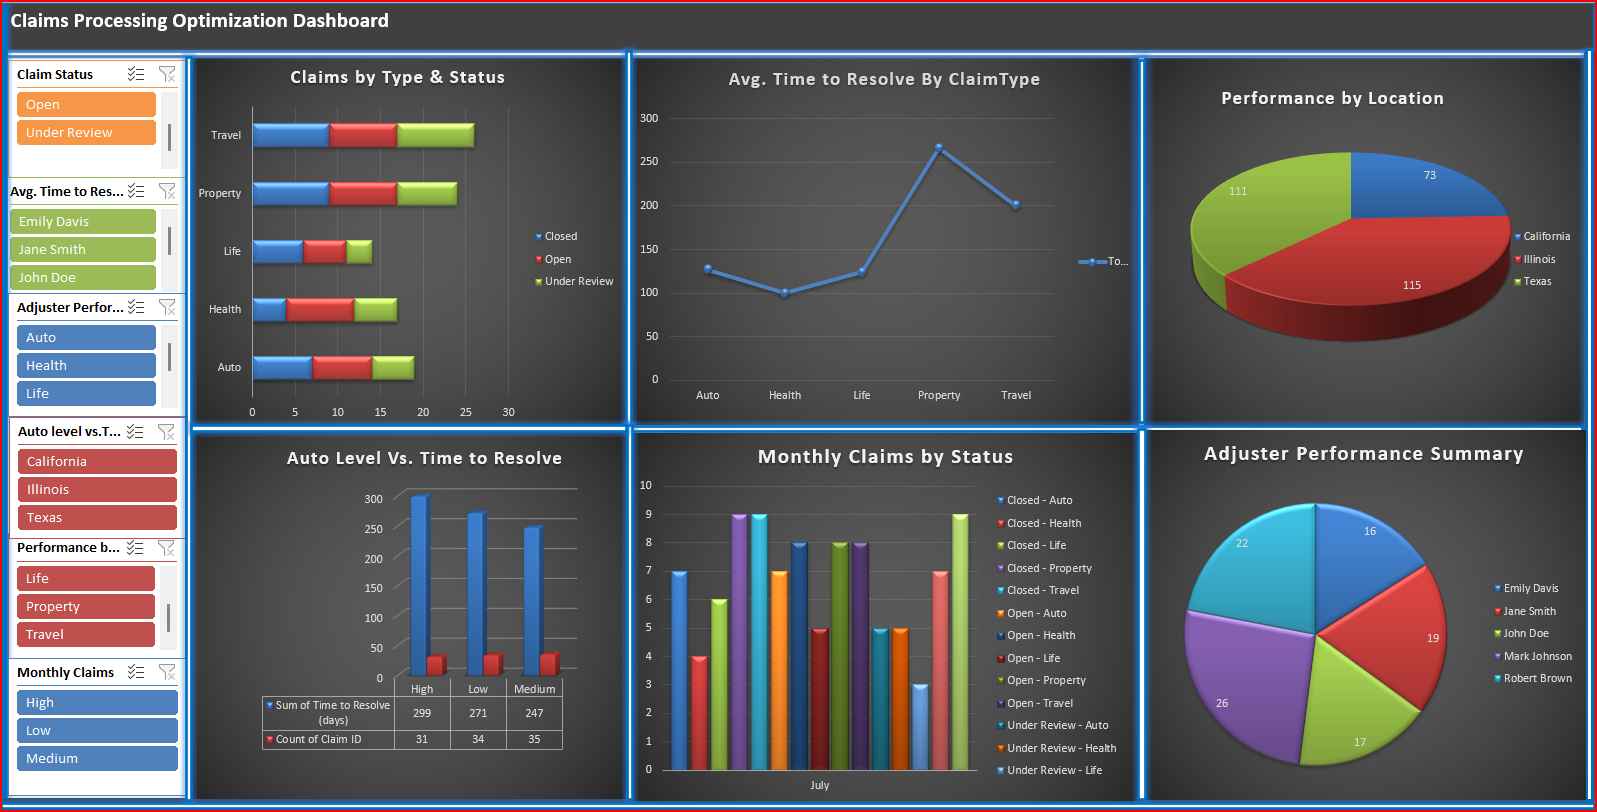 Claims Processing Optimization Dashboard
Claim Status
Open
Under Review
Avg. Time to Res...
Emily Davis
Jane Smith
John Doe
Adjuster Perfor...
Auto
Health
Life
Auto level vs.T...
California
Illinois
Texas
Performance b...
Life
Property
Travel
Monthly Claims
High
Low
Medium
Claims by Type & Status
Travel
Property
Life
Health
Auto
0 5 10 15 20 25 30
Closed
Open
Under Review
Avg. Time to Resolve By ClaimType
300
250
200
150
100
50
0
Auto Health Life Property Travel
To...
Performance by Location
111
73
115
California
Illinois
Texas
Auto Level Vs. Time to Resolve
300
250
200
150
100
50
0
High Low Medium
Sum of Time to Resolve
(days)
299 271 247
Count of Claim ID 31 34 35
Monthly Claims by Status
10
9
8
7
6
5
4
3
2
1
0
July
Closed - Auto
Closed - Health
Closed - Life
Closed - Property
Closed - Travel
Open - Auto
Open - Health
Open - Life
Open - Property
Open - Travel
Under Review - Auto
Under Review - Health
Under Review - Life
Adjuster Performance Summary
16
22
19
26
17
Emily Davis
Jane Smith
John Doe
Mark Johnson
Robert Brown